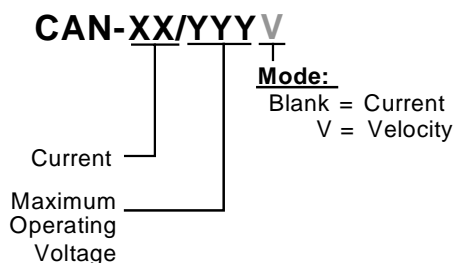 CAN-XX/YYYV
Mode:
Blank = Current
V = Velocity
Current
Maximum
Operating
Voltage